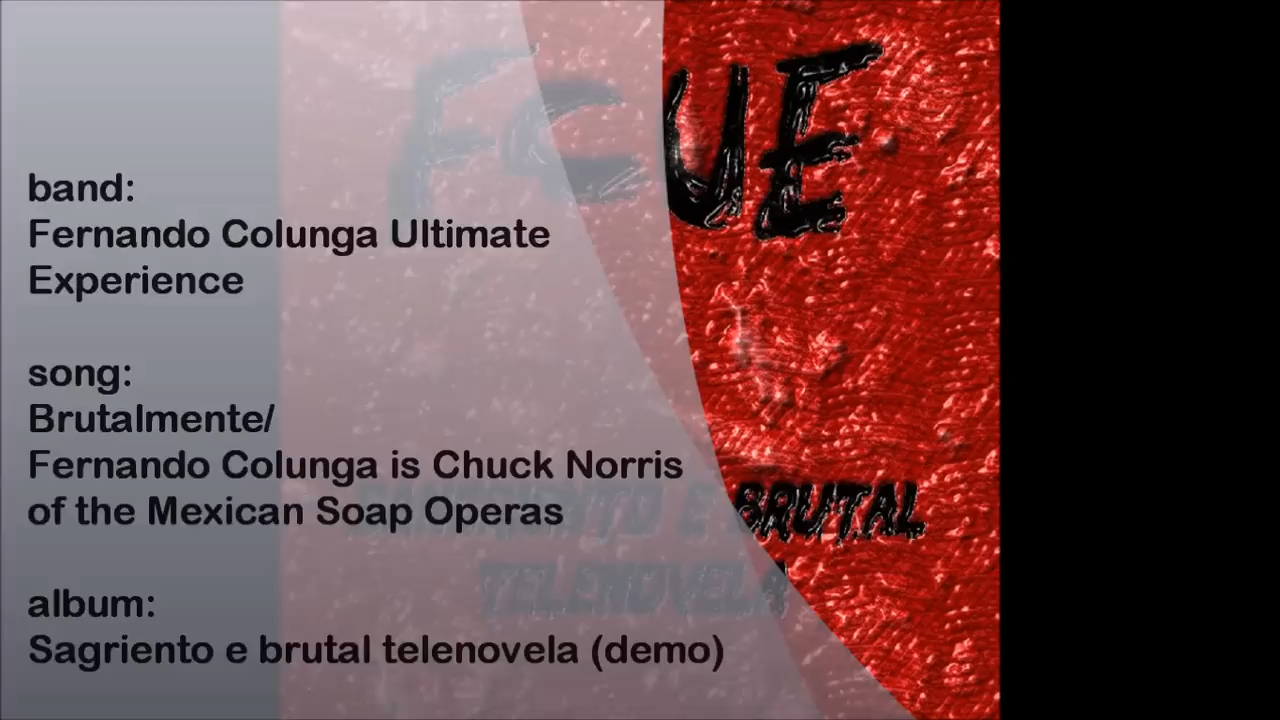 FCUE
band:
Fernando Colunga Ultimate
Experience
song:
Brutalmente/
Fernando Colunga is Chuck Norris
of the Mexican Soap Operas
album:
Sagriento e brutal telenovela (demo)
E BRUTAL
TELENOVELA